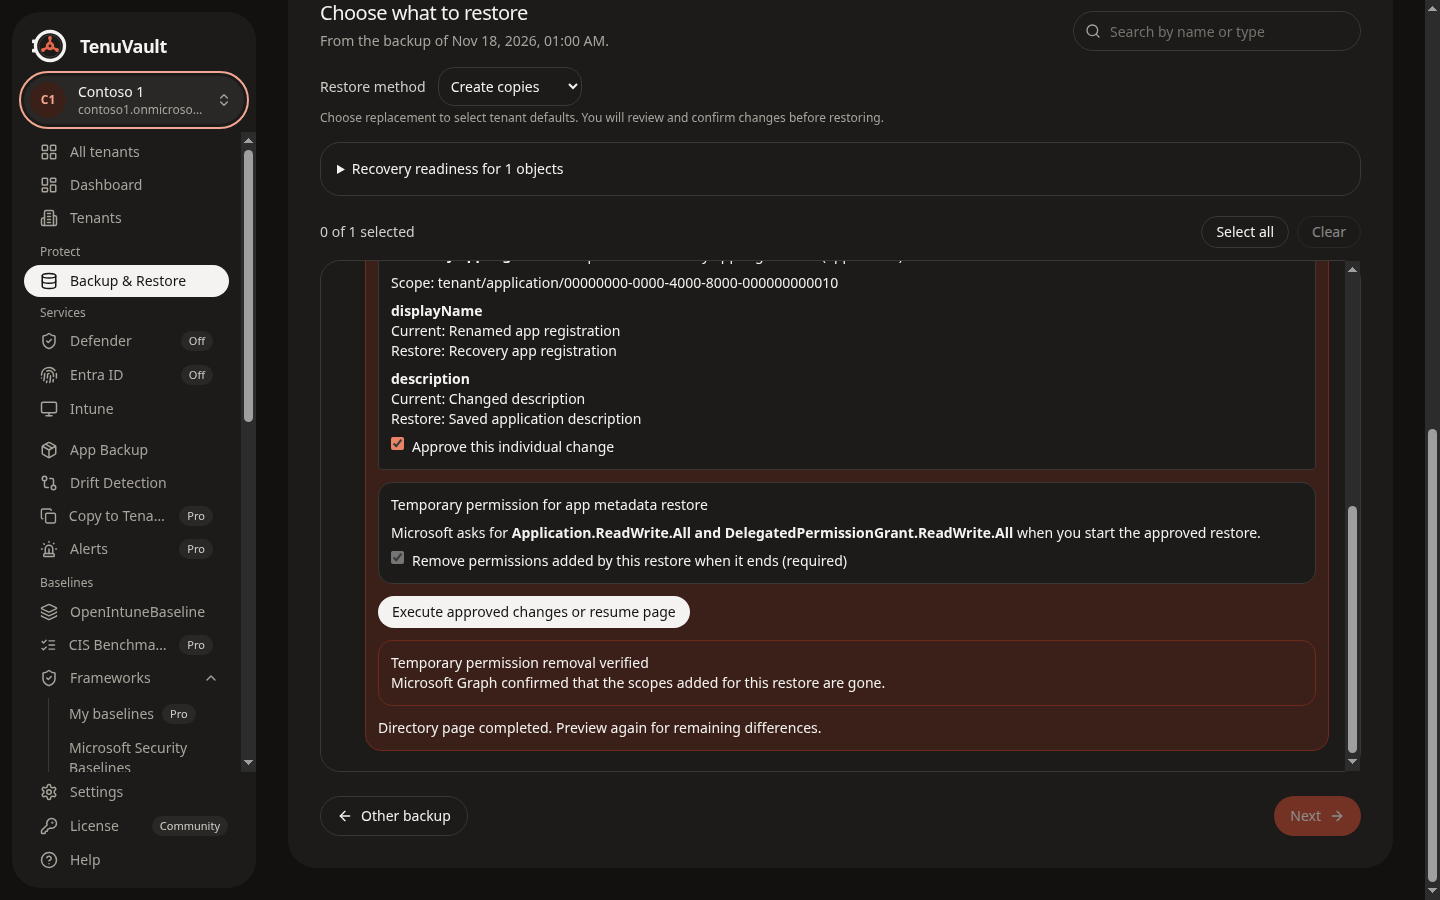 TenuVault
C1
Contoso 1
contoso1.onmicroso...
All tenants
Dashboard
Tenants
Protect
Backup & Restore
Services
Defender
Off
Entra ID
Off
Intune
App Backup
Drift Detection
Copy to Tena...
Pro
Alerts
Pro
Baselines
OpenIntuneBaseline
CIS Benchma...
Pro
Frameworks
My baselines
Pro
Microsoft Security
Baselines
Settings
License
Community
Help
Choose what to restore
From the backup of Nov 18, 2026, 01:00 AM.
Search by name or type
Restore method
Create copies
Choose replacement to select tenant defaults. You will review and confirm changes before restoring.
Recovery readiness for 1 objects
0 of 1 selected
Select all
Clear
Scope: tenant/application/00000000-0000-4000-8000-000000000010
displayName
Current: Renamed app registration
Restore: Recovery app registration
description
Current: Changed description
Restore: Saved application description
Approve this individual change
Temporary permission for app metadata restore
Microsoft asks for Application.ReadWrite.All and DelegatedPermissionGrant.ReadWrite.All when you start the approved restore.
Remove permissions added by this restore when it ends (required)
Execute approved changes or resume page
Temporary permission removal verified
Microsoft Graph confirmed that the scopes added for this restore are gone.
Directory page completed. Preview again for remaining differences.
Other backup
Next